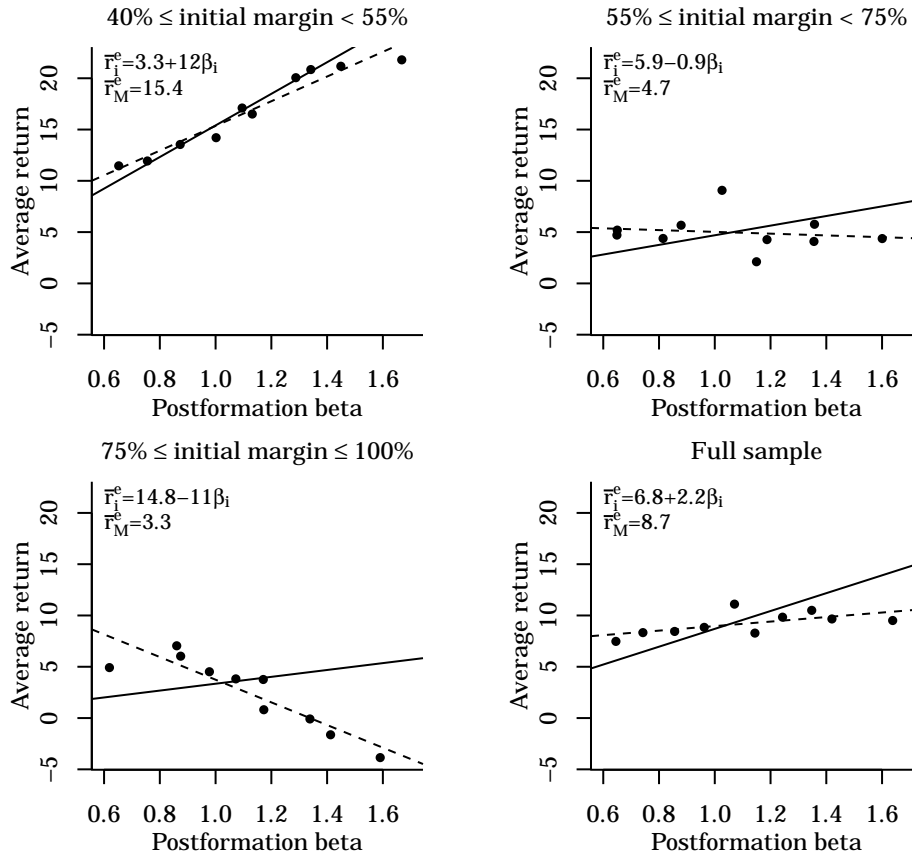 40% ≤ initial margin < 55%
r̅ᵢᵉ=3.3+12βᵢ
r̅_Mᵉ=15.4
Average return
−5 0 5 10 15 20
0.6 0.8 1.0 1.2 1.4 1.6
Postformation beta
55% ≤ initial margin < 75%
r̅ᵢᵉ=5.9−0.9βᵢ
r̅_Mᵉ=4.7
Average return
−5 0 5 10 15 20
0.6 0.8 1.0 1.2 1.4 1.6
Postformation beta
75% ≤ initial margin ≤ 100%
r̅ᵢᵉ=14.8−11βᵢ
r̅_Mᵉ=3.3
Average return
−5 0 5 10 15 20
0.6 0.8 1.0 1.2 1.4 1.6
Postformation beta
Full sample
r̅ᵢᵉ=6.8+2.2βᵢ
r̅_Mᵉ=8.7
Average return
−5 0 5 10 15 20
0.6 0.8 1.0 1.2 1.4 1.6
Postformation beta